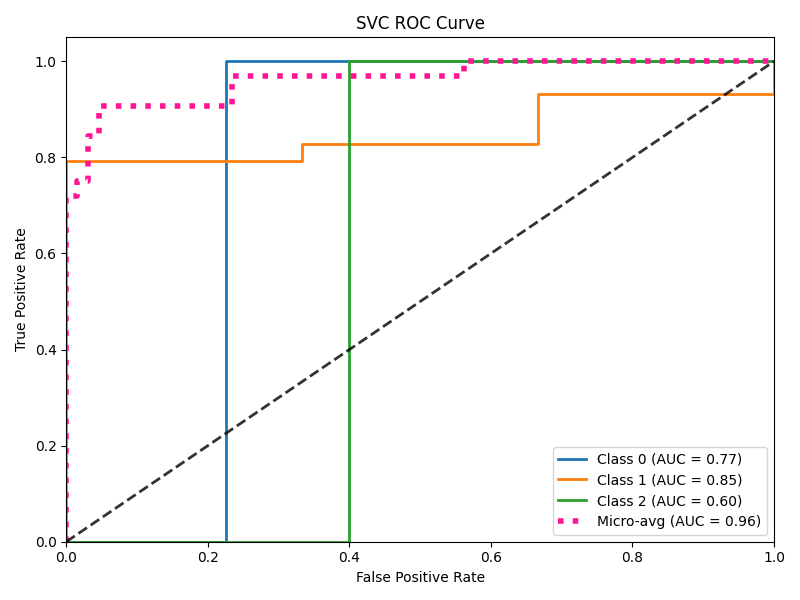 SVC ROC Curve
True Positive Rate
1.0
0.8
0.6
0.4
0.2
0.0
0.0
0.2
0.4
0.6
0.8
1.0
False Positive Rate
Class 0 (AUC = 0.77)
Class 1 (AUC = 0.85)
Class 2 (AUC = 0.60)
Micro-avg (AUC = 0.96)